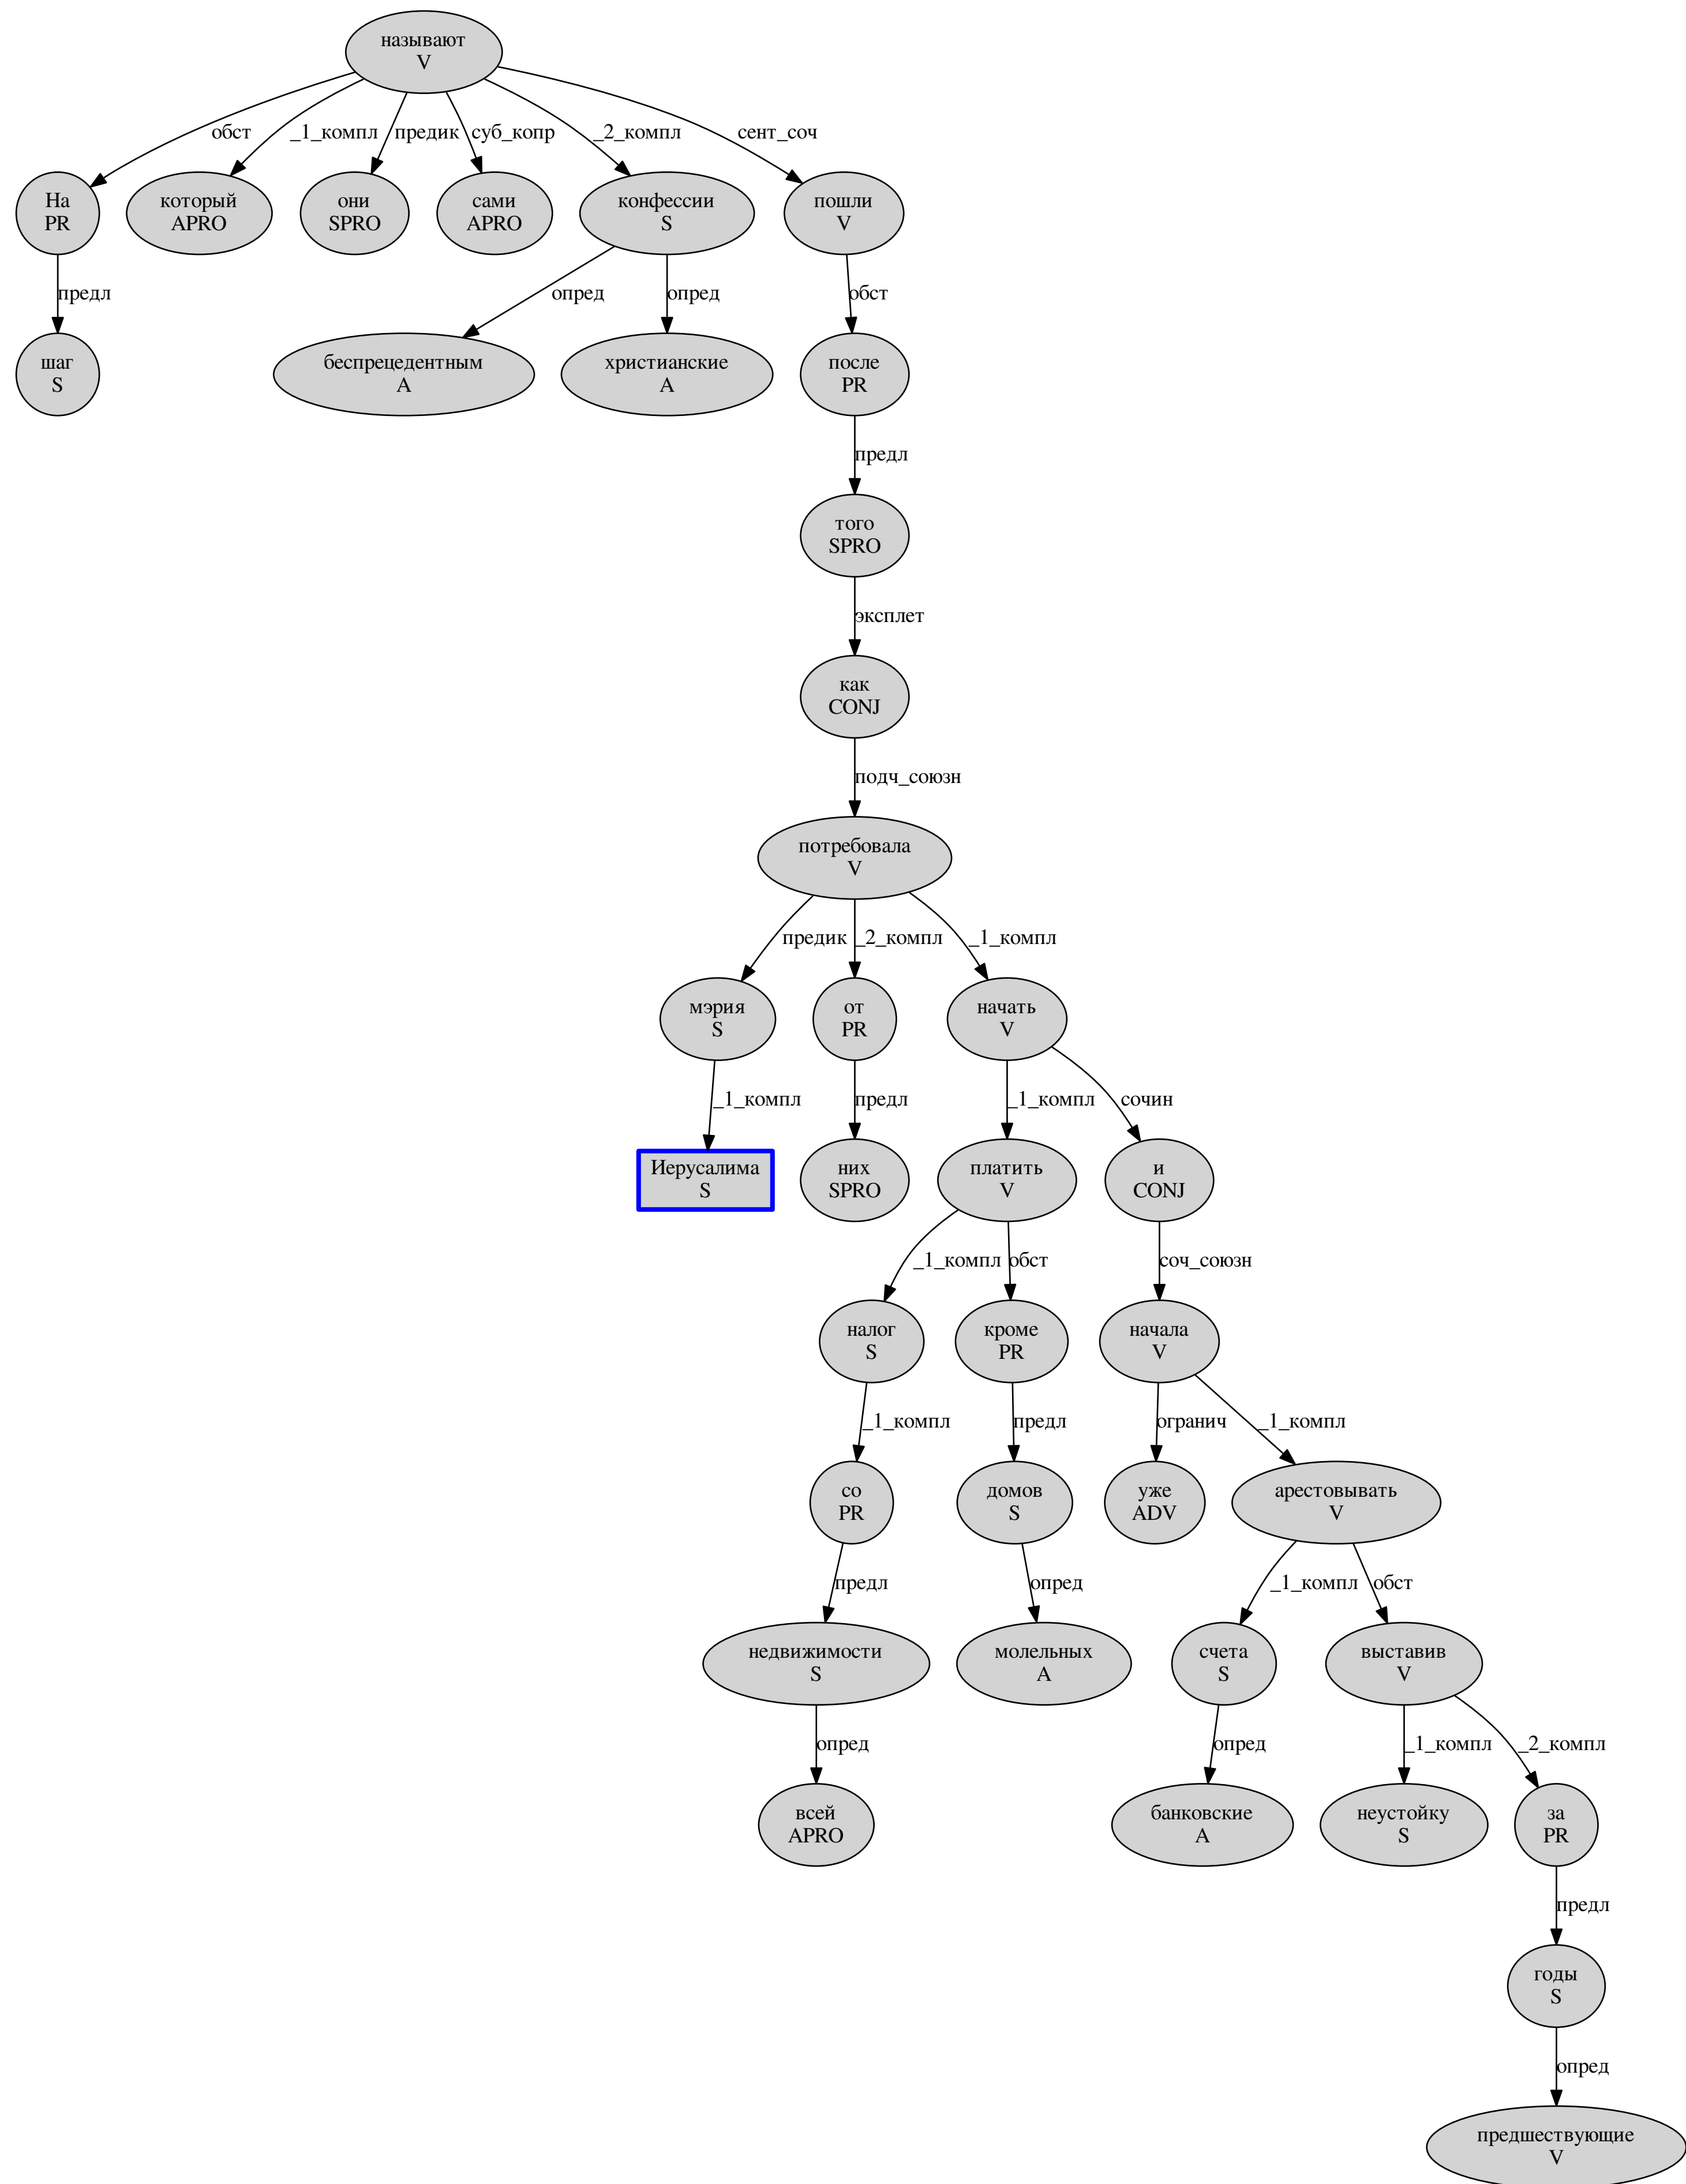 называют
V
обст
_1_компл
предик
суб_копр
_2_компл
сент_соч
На
PR
который
APRO
они
SPRO
сами
APRO
конфессии
S
пошли
V
предл
опред
опред
обст
шаг
S
беспрецедентным
A
христианские
A
после
PR
предл
того
SPRO
эксплет
как
CONJ
подч_союзн
потребовала
V
предик
_2_компл
_1_компл
мэрия
S
от
PR
начать
V
_1_компл
предл
_1_компл
сочин
Иерусалима
S
них
SPRO
платить
V
и
CONJ
_1_компл
обст
соч_союзн
налог
S
кроме
PR
начала
V
_1_компл
предл
огранич
_1_компл
со
PR
домов
S
уже
ADV
арестовывать
V
предл
опред
_1_компл
обст
недвижимости
S
молельных
A
счета
S
выставив
V
опред
опред
_1_компл
_2_компл
всей
APRO
банковские
A
неустойку
S
за
PR
предл
годы
S
опред
предшествующие
V